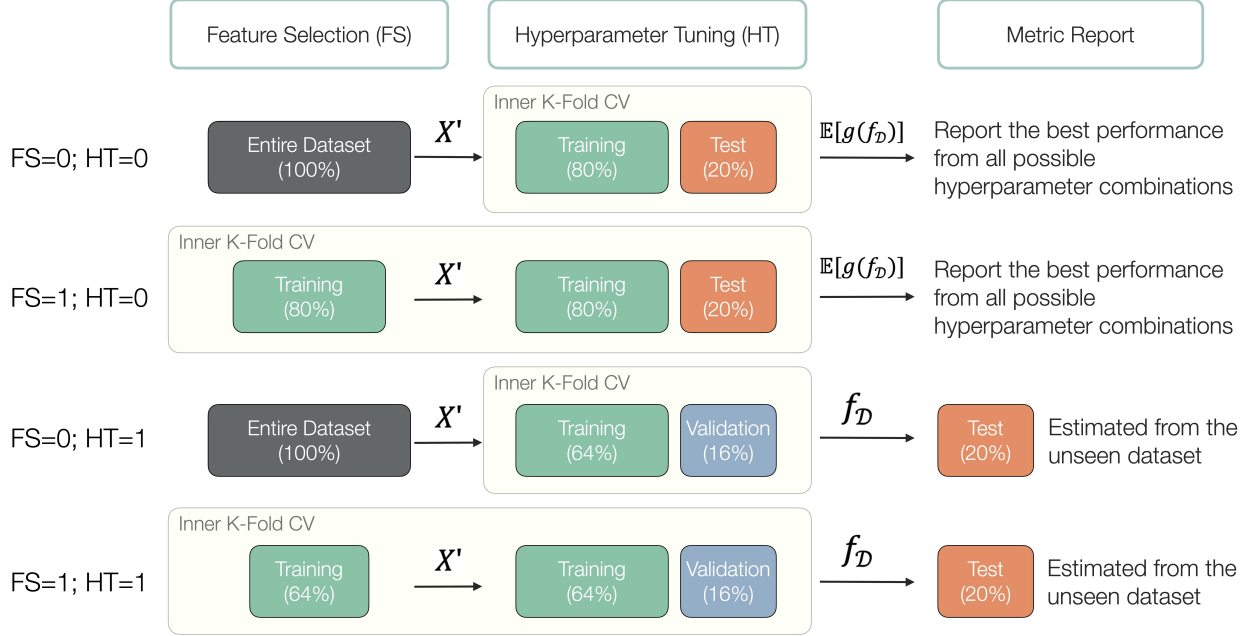 Feature Selection (FS)
Hyperparameter Tuning (HT)
Metric Report
FS=0; HT=0
Entire Dataset
(100%)
X'
Inner K-Fold CV
Training
(80%)
Test
(20%)
𝔼[g(f𝒟)]
Report the best performance
from all possible
hyperparameter combinations
FS=1; HT=0
Inner K-Fold CV
Training
(80%)
X'
Training
(80%)
Test
(20%)
𝔼[g(f𝒟)]
Report the best performance
from all possible
hyperparameter combinations
FS=0; HT=1
Entire Dataset
(100%)
X'
Inner K-Fold CV
Training
(64%)
Validation
(16%)
f𝒟
Test
(20%)
Estimated from the
unseen dataset
FS=1; HT=1
Inner K-Fold CV
Training
(64%)
X'
Training
(64%)
Validation
(16%)
f𝒟
Test
(20%)
Estimated from the
unseen dataset